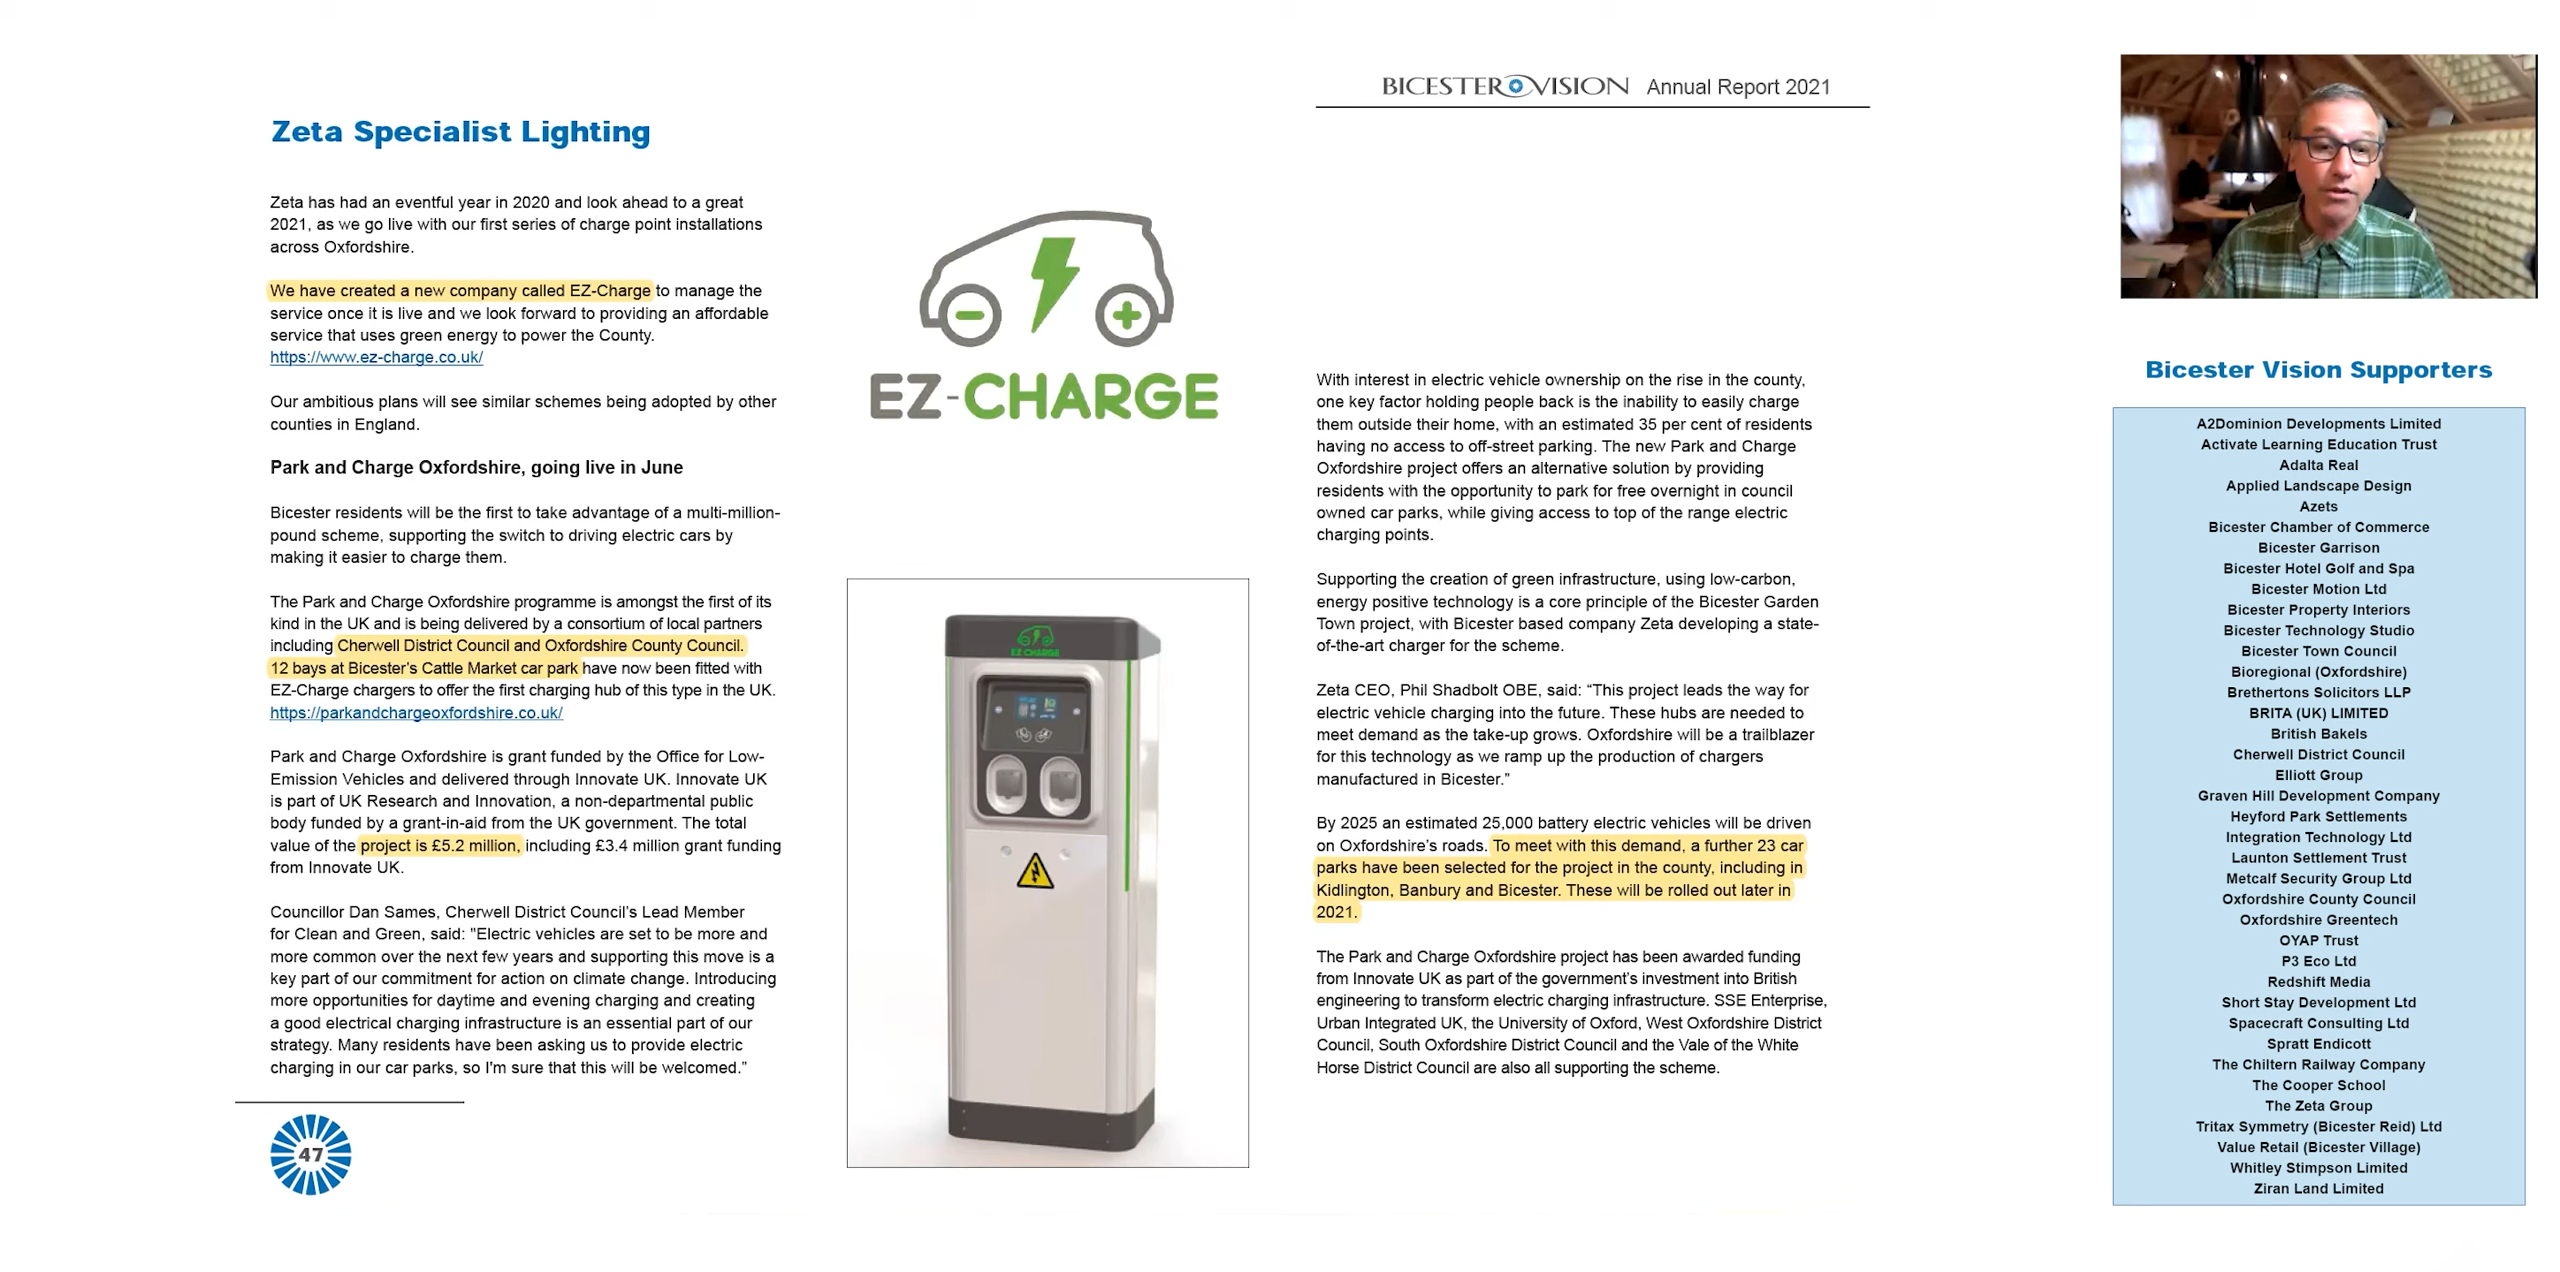 BICESTER VISION Annual Report 2021
Zeta Specialist Lighting
Zeta has had an eventful year in 2020 and look ahead to a great
2021, as we go live with our first series of charge point installations
across Oxfordshire.
We have created a new company called EZ-Charge to manage the
service once it is live and we look forward to providing an affordable
service that uses green energy to power the County.
https://www.ez-charge.co.uk/
Our ambitious plans will see similar schemes being adopted by other
counties in England.
Park and Charge Oxfordshire, going live in June
Bicester residents will be the first to take advantage of a multi-million-
pound scheme, supporting the switch to driving electric cars by
making it easier to charge them.
The Park and Charge Oxfordshire programme is amongst the first of its
kind in the UK and is being delivered by a consortium of local partners
including Cherwell District Council and Oxfordshire County Council.
12 bays at Bicester's Cattle Market car park have now been fitted with
EZ-Charge chargers to offer the first charging hub of this type in the UK.
https://parkandchargeoxfordshire.co.uk/
Park and Charge Oxfordshire is grant funded by the Office for Low-
Emission Vehicles and delivered through Innovate UK. Innovate UK
is part of UK Research and Innovation, a non-departmental public
body funded by a grant-in-aid from the UK government. The total
value of the project is £5.2 million, including £3.4 million grant funding
from Innovate UK.
Councillor Dan Sames, Cherwell District Council's Lead Member
for Clean and Green, said: "Electric vehicles are set to be more and
more common over the next few years and supporting this move is a
key part of our commitment for action on climate change. Introducing
more opportunities for daytime and evening charging and creating
a good electrical charging infrastructure is an essential part of our
strategy. Many residents have been asking us to provide electric
charging in our car parks, so I'm sure that this will be welcomed."
47
EZ-CHARGE
EZ CHARGE
With interest in electric vehicle ownership on the rise in the county,
one key factor holding people back is the inability to easily charge
them outside their home, with an estimated 35 per cent of residents
having no access to off-street parking. The new Park and Charge
Oxfordshire project offers an alternative solution by providing
residents with the opportunity to park for free overnight in council
owned car parks, while giving access to top of the range electric
charging points.
Supporting the creation of green infrastructure, using low-carbon,
energy positive technology is a core principle of the Bicester Garden
Town project, with Bicester based company Zeta developing a state-
of-the-art charger for the scheme.
Zeta CEO, Phil Shadbolt OBE, said: “This project leads the way for
electric vehicle charging into the future. These hubs are needed to
meet demand as the take-up grows. Oxfordshire will be a trailblazer
for this technology as we ramp up the production of chargers
manufactured in Bicester.”
By 2025 an estimated 25,000 battery electric vehicles will be driven
on Oxfordshire's roads. To meet with this demand, a further 23 car
parks have been selected for the project in the county, including in
Kidlington, Banbury and Bicester. These will be rolled out later in
2021.
The Park and Charge Oxfordshire project has been awarded funding
from Innovate UK as part of the government's investment into British
engineering to transform electric charging infrastructure. SSE Enterprise,
Urban Integrated UK, the University of Oxford, West Oxfordshire District
Council, South Oxfordshire District Council and the Vale of the White
Horse District Council are also all supporting the scheme.
Bicester Vision Supporters
A2Dominion Developments Limited
Activate Learning Education Trust
Adalta Real
Applied Landscape Design
Azets
Bicester Chamber of Commerce
Bicester Garrison
Bicester Hotel Golf and Spa
Bicester Motion Ltd
Bicester Property Interiors
Bicester Technology Studio
Bicester Town Council
Bioregional (Oxfordshire)
Brethertons Solicitors LLP
BRITA (UK) LIMITED
British Bakels
Cherwell District Council
Elliott Group
Graven Hill Development Company
Heyford Park Settlements
Integration Technology Ltd
Launton Settlement Trust
Metcalf Security Group Ltd
Oxfordshire County Council
Oxfordshire Greentech
OYAP Trust
P3 Eco Ltd
Redshift Media
Short Stay Development Ltd
Spacecraft Consulting Ltd
Spratt Endicott
The Chiltern Railway Company
The Cooper School
The Zeta Group
Tritax Symmetry (Bicester Reid) Ltd
Value Retail (Bicester Village)
Whitley Stimpson Limited
Ziran Land Limited